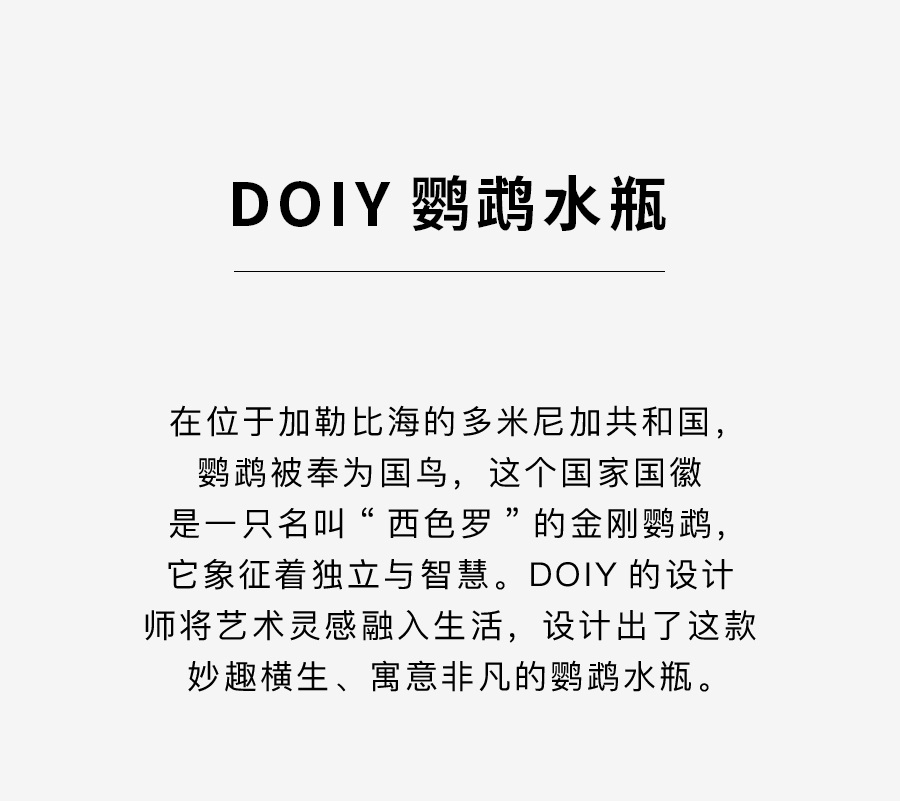 DOIY 鹦鹉水瓶
在位于加勒比海的多米尼加共和国，
鹦鹉被奉为国鸟，这个国家国徽
是一只名叫“西色罗”的金刚鹦鹉，
它象征着独立与智慧。DOIY 的设计
师将艺术灵感融入生活，设计出了这款
妙趣横生、寓意非凡的鹦鹉水瓶。